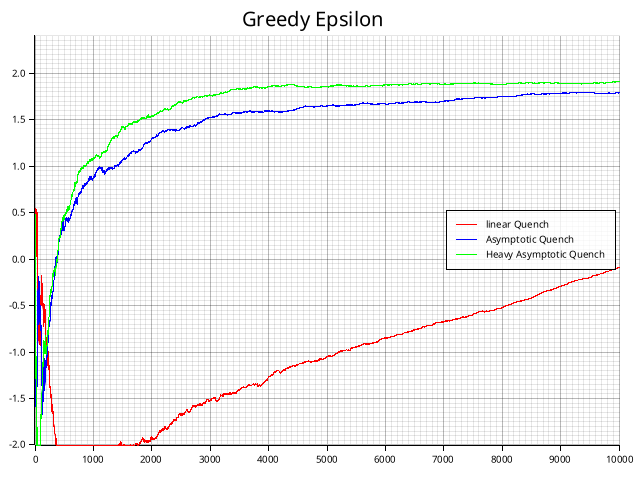 Greedy Epsilon
2.0
1.5
1.0
0.5
0.0
-0.5
-1.0
-1.5
-2.0
linear Quench
Asymptotic Quench
Heavy Asymptotic Quench
0 1000 2000 3000 4000 5000 6000 7000 8000 9000 10000